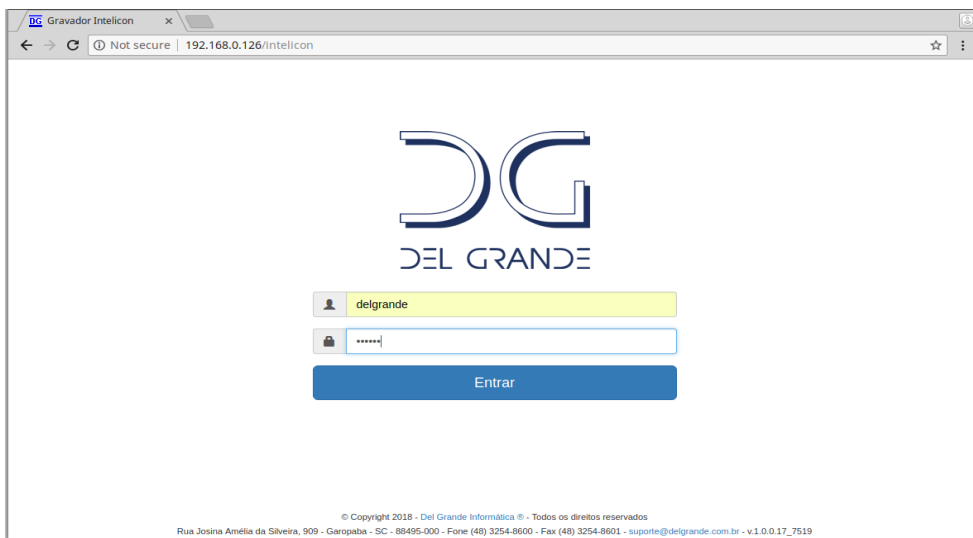 DG Gravador Intelicon
Not secure | 192.168.0.126/intelicon
DG
DEL GRANDE
delgrande
••••••
Entrar
© Copyright 2018 - Del Grande Informática ® - Todos os direitos reservados
Rua Josina Amélia da Silveira, 909 - Garopaba - SC - 88495-000 - Fone (48) 3254-8600 - Fax (48) 3254-8601 - suporte@delgrande.com.br - v.1.0.0.17_7519